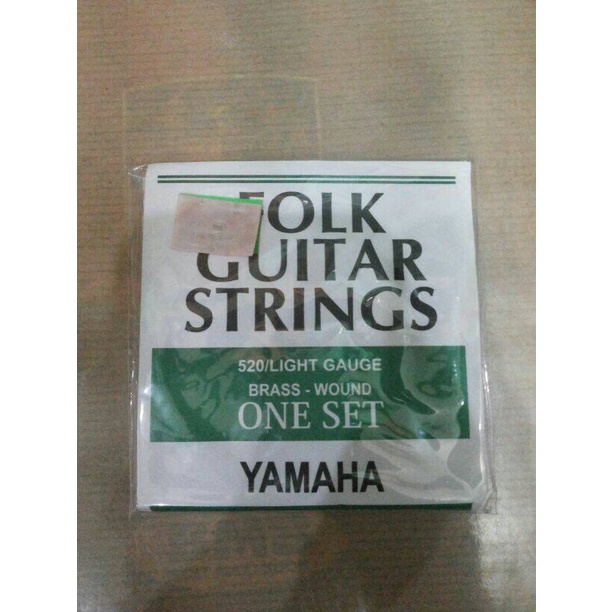 FOLK
GUITAR
STRINGS
520/LIGHT GAUGE
BRASS - WOUND
ONE SET
YAMAHA